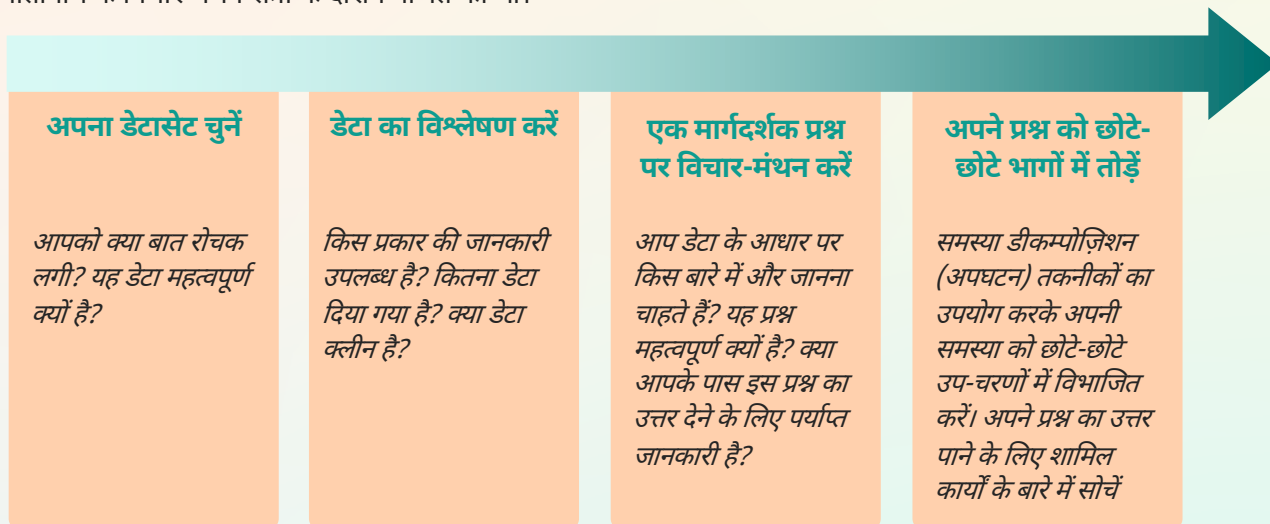 अपना डेटासेट चुनें
आपको क्या बात रोचक
लगी? यह डेटा महत्वपूर्ण
क्यों है?
डेटा का विश्लेषण करें
किस प्रकार की जानकारी
उपलब्ध है? कितना डेटा
दिया गया है? क्या डेटा
क्लीन है?
एक मार्गदर्शक प्रश्न
पर विचार-मंथन करें
आप डेटा के आधार पर
किस बारे में और जानना
चाहते हैं? यह प्रश्न
महत्वपूर्ण क्यों है? क्या
आपके पास इस प्रश्न का
उत्तर देने के लिए पर्याप्त
जानकारी है?
अपने प्रश्न को छोटे-
छोटे भागों में तोड़ें
समस्या डीकम्पोज़िशन
(अपघटन) तकनीकों का
उपयोग करके अपनी
समस्या को छोटे-छोटे
उप-चरणों में विभाजित
करें। अपने प्रश्न का उत्तर
पाने के लिए शामिल
कार्यों के बारे में सोचें